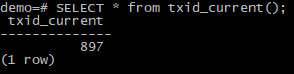 demo=# SELECT * from txid_current();
 txid_current
--------------
          897
(1 row)